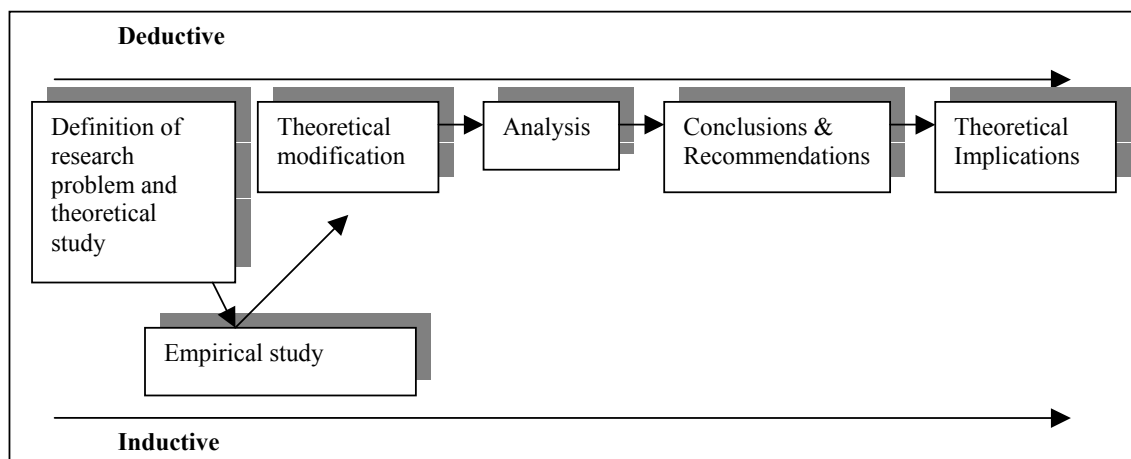 Deductive
Definition of
research
problem and
theoretical
study
Theoretical
modification
Analysis
Conclusions &
Recommendations
Theoretical
Implications
Empirical study
Inductive